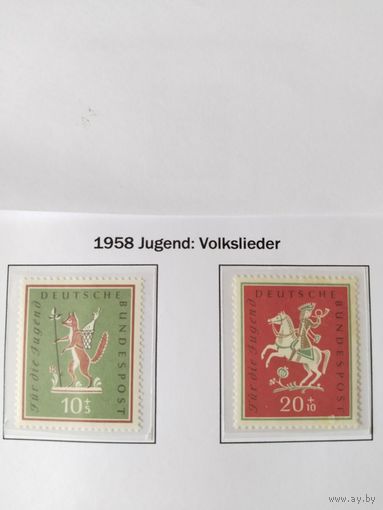 1958 Jugend: Volkslieder
Für die Jugend
DEUTSCHE
BUNDESPOST
10+5
Für die Jugend
DEUTSCHE
BUNDESPOST
20+10
ay.by